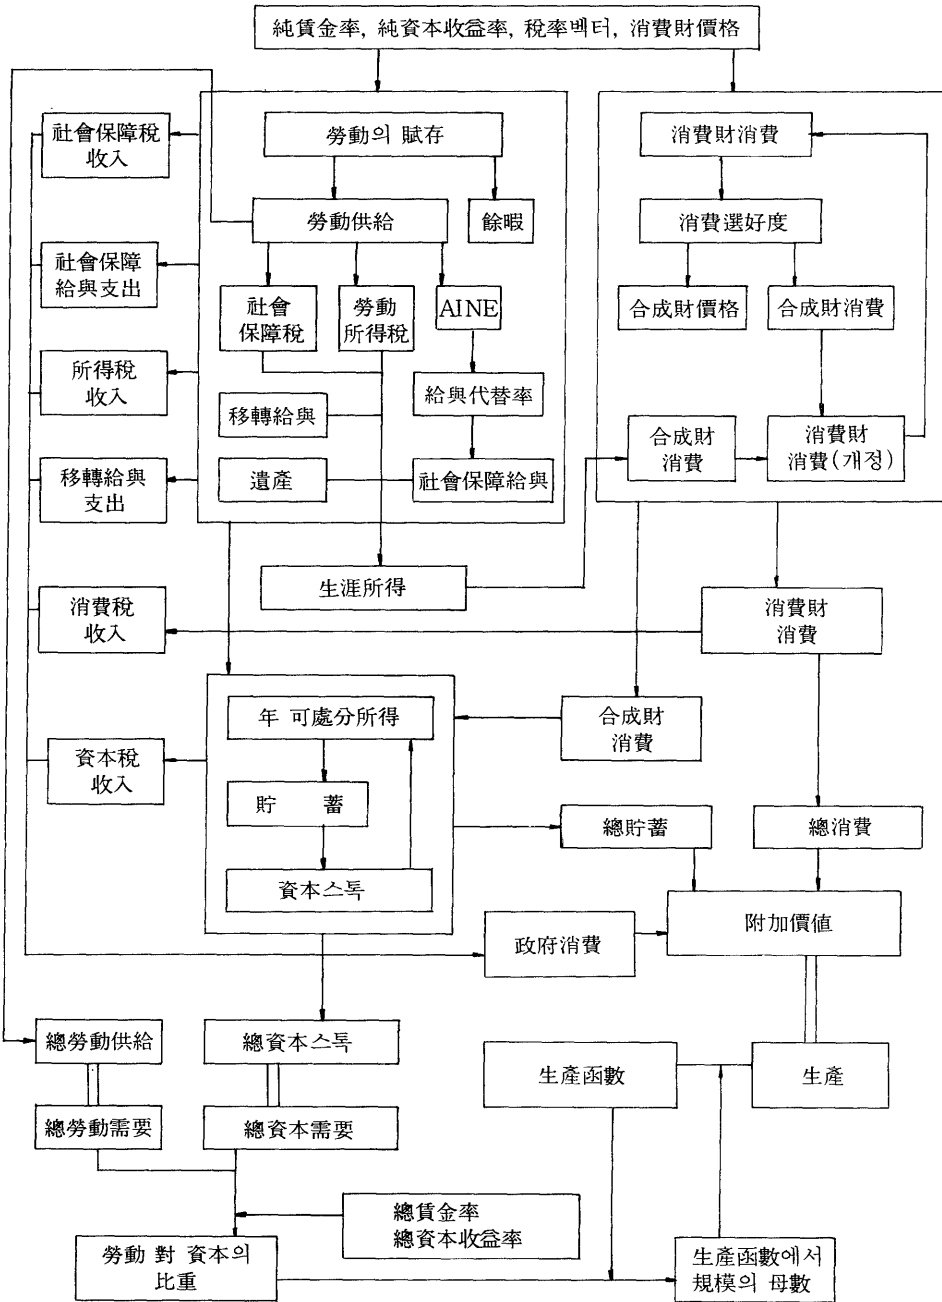 純賃金率, 純資本收益率, 稅率벡터, 消費財價格
社會保障稅
收入
勞動의 賦存
消費財消費
勞動供給
餘暇
消費選好度
社會保障
給與支出
社會
保障稅
勞動
所得稅
AINE
合成財價格
合成財消費
所得稅
收入
移轉給與
給與代替率
合成財
消費
消費財
消費(개정)
移轉給與
支出
遺產
社會保障給與
生涯所得
消費稅
收入
消費財
消費
年 可處分所得
合成財
消費
資本稅
收入
貯 蓄
總貯蓄
總消費
資本스톡
附加價値
政府消費
總勞動供給
總資本스톡
生產函數
生產
總勞動需要
總資本需要
總賃金率
總資本收益率
勞動 對 資本의
比重
生產函數에서
規模의 母數